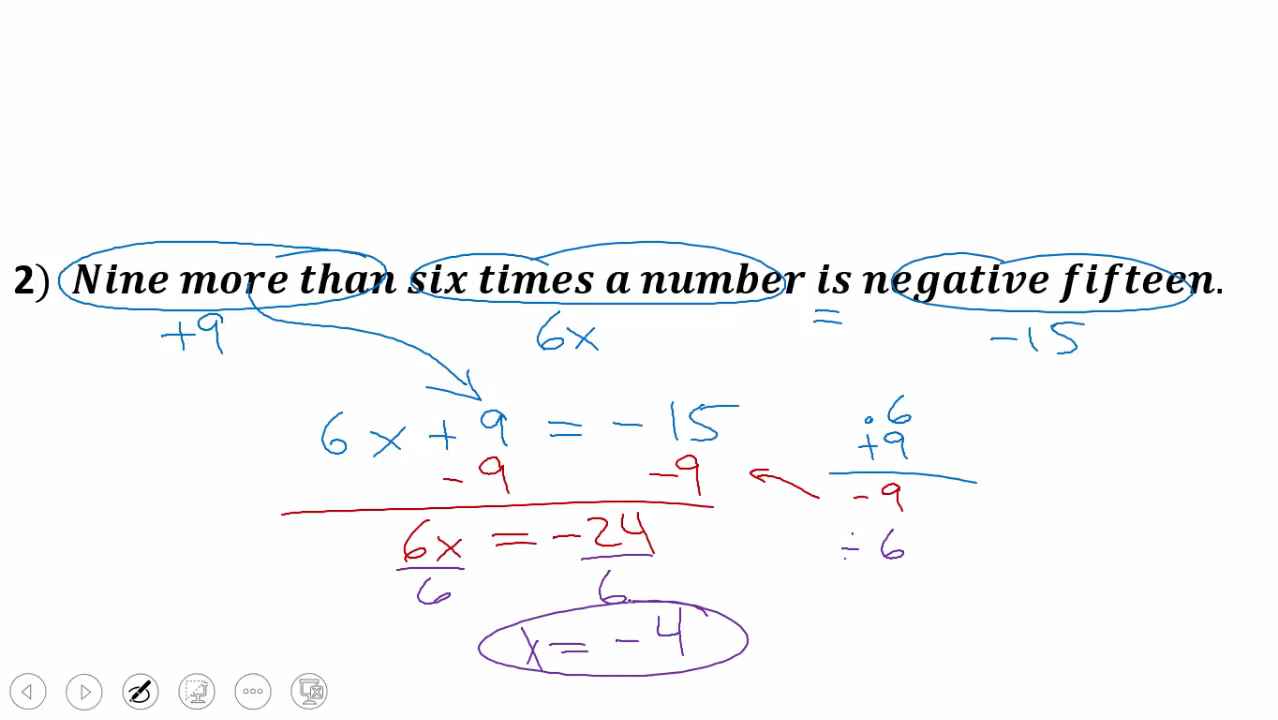 2) Nine more than six times a number is negative fifteen.
+9 6x = -15
6x + 9 = -15
-9 -9
6x = -24
6 6
x = -4
·6
+9
-9
÷6